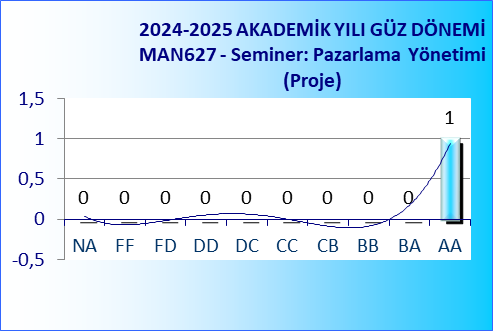 2024-2025 AKADEMİK YILI GÜZ DÖNEMİ
MAN627 - Seminer: Pazarlama Yönetimi
(Proje)
1,5
1
0,5
0
-0,5
0 0 0 0 0 0 0 0 0 1
NA FF FD DD DC CC CB BB BA AA